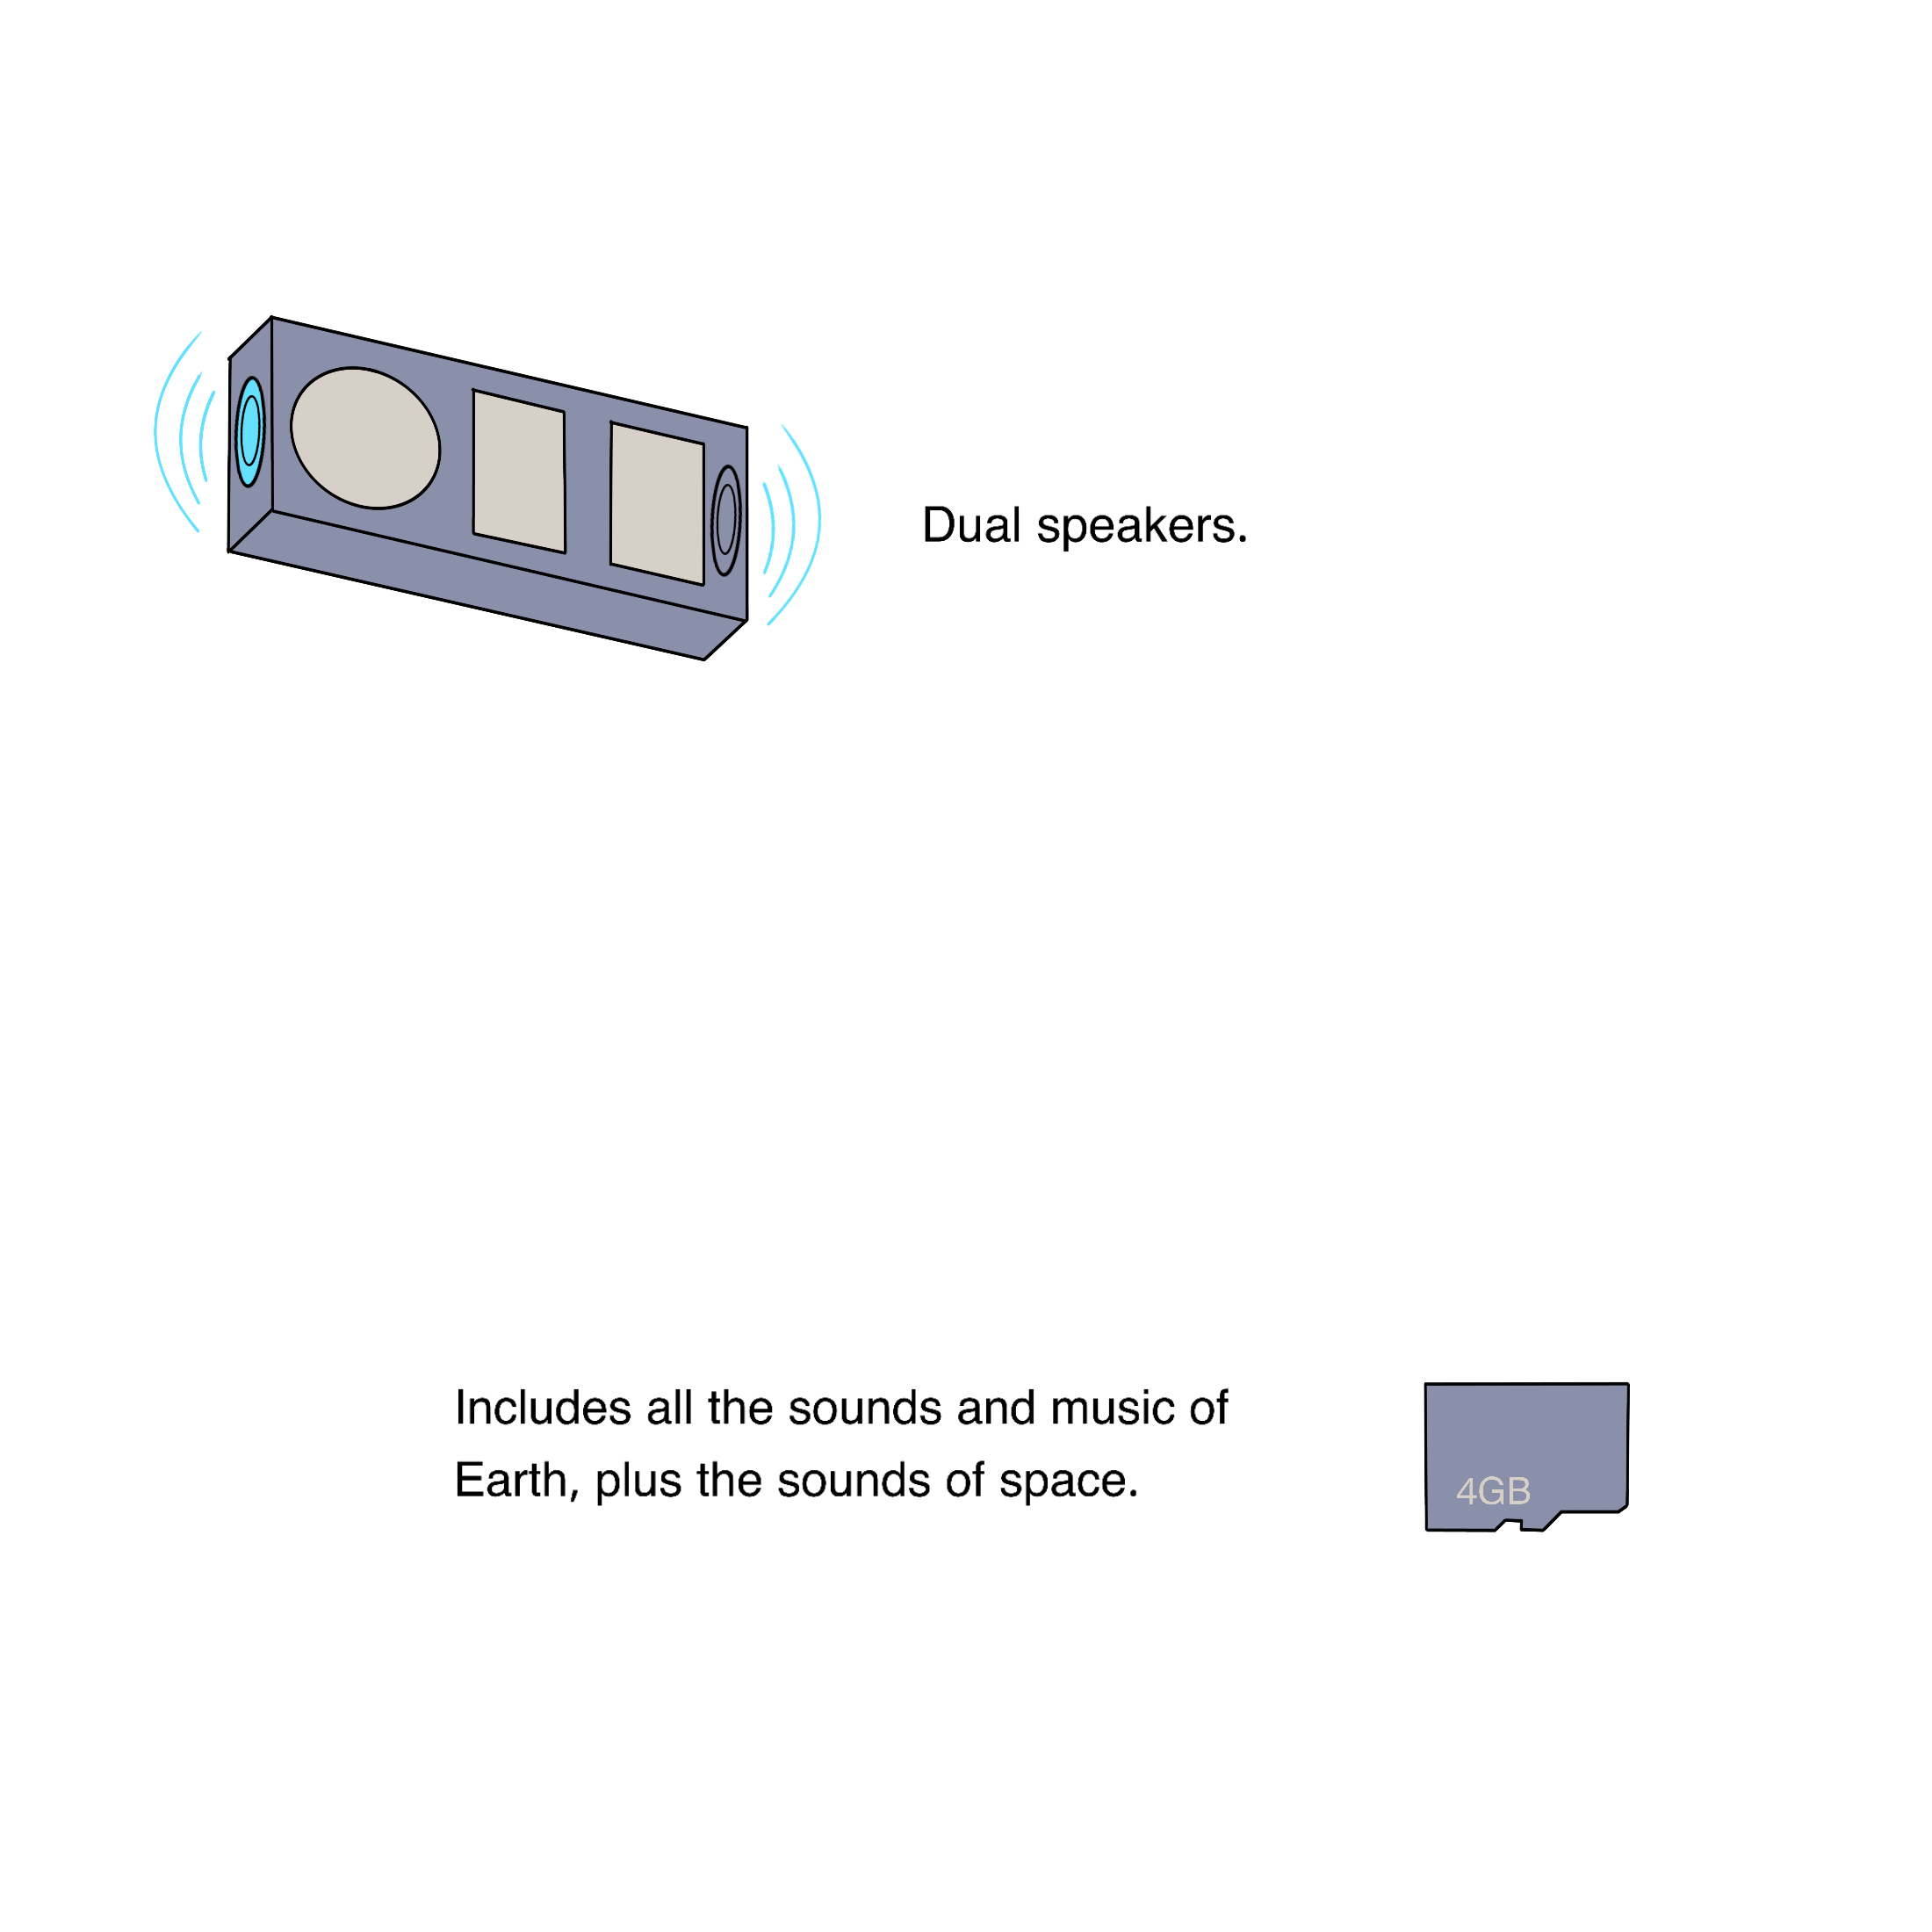 Dual speakers.
Includes all the sounds and music of
Earth, plus the sounds of space.
4GB